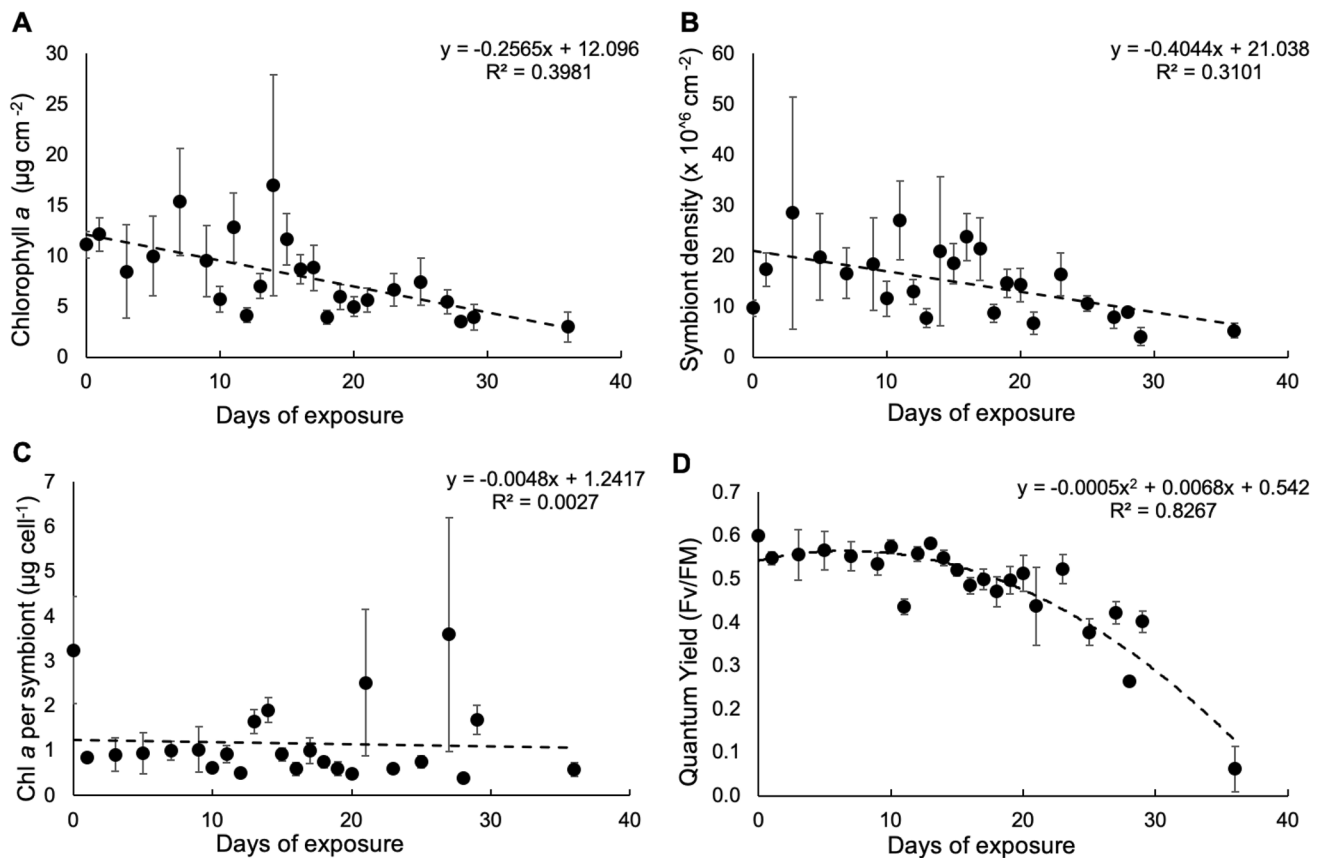 A
y = -0.2565x + 12.096
R² = 0.3981
Chlorophyll a (µg cm⁻²)
30
25
20
15
10
5
0
0 10 20 30 40
Days of exposure
B
y = -0.4044x + 21.038
R² = 0.3101
Symbiont density (x 10^6 cm⁻²)
60
50
40
30
20
10
0
0 10 20 30 40
Days of exposure
C
y = -0.0048x + 1.2417
R² = 0.0027
Chl a per symbiont (µg cell⁻¹)
7
6
5
4
3
2
1
0
0 10 20 30 40
Days of exposure
D
y = -0.0005x² + 0.0068x + 0.542
R² = 0.8267
Quantum Yield (Fv/FM)
0.7
0.6
0.5
0.4
0.3
0.2
0.1
0.0
0 10 20 30 40
Days of exposure